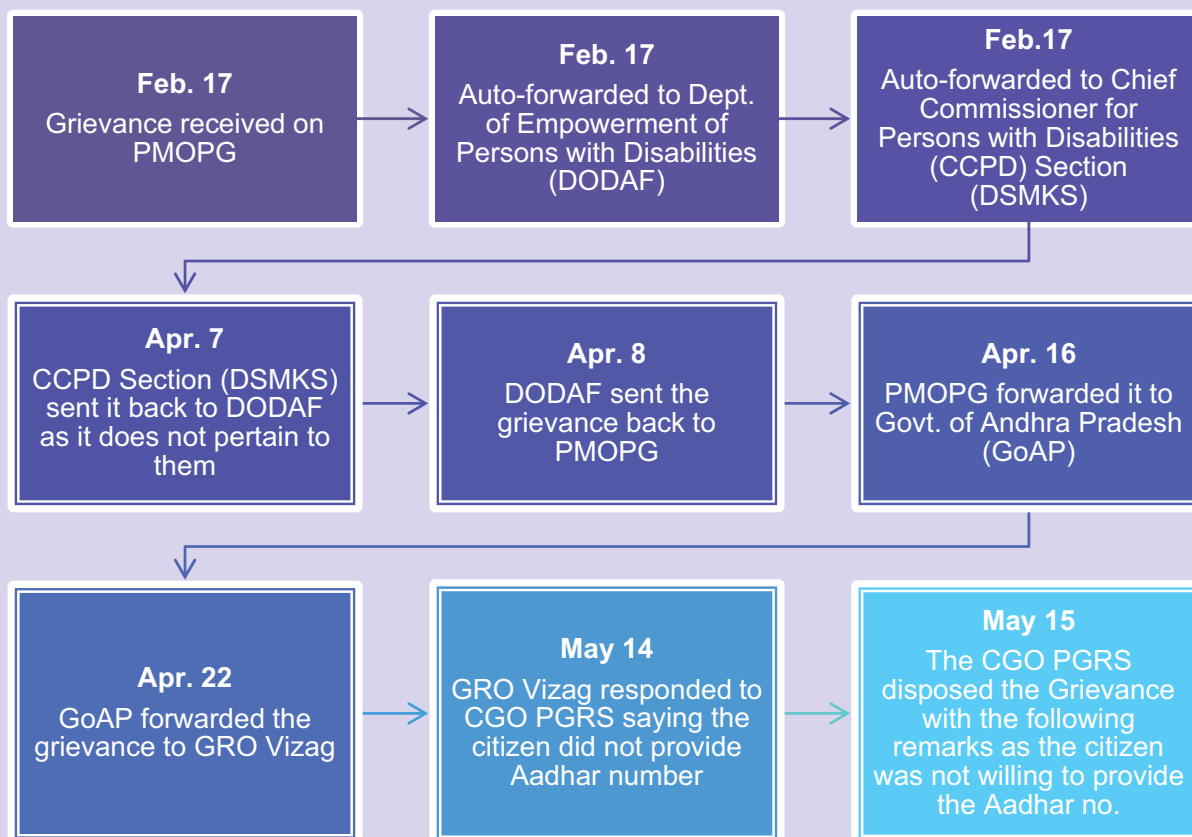 Feb. 17
Grievance received on
PMOPG
Feb. 17
Auto-forwarded to Dept.
of Empowerment of
Persons with Disabilities
(DODAF)
Feb.17
Auto-forwarded to Chief
Commissioner for
Persons with Disabilities
(CCPD) Section
(DSMKS)
Apr. 7
CCPD Section (DSMKS)
sent it back to DODAF
as it does not pertain to
them
Apr. 8
DODAF sent the
grievance back to
PMOPG
Apr. 16
PMOPG forwarded it to
Govt. of Andhra Pradesh
(GoAP)
Apr. 22
GoAP forwarded the
grievance to GRO Vizag
May 14
GRO Vizag responded to
CGO PGRS saying the
citizen did not provide
Aadhar number
May 15
The CGO PGRS
disposed the Grievance
with the following
remarks as the citizen
was not willing to provide
the Aadhar no.